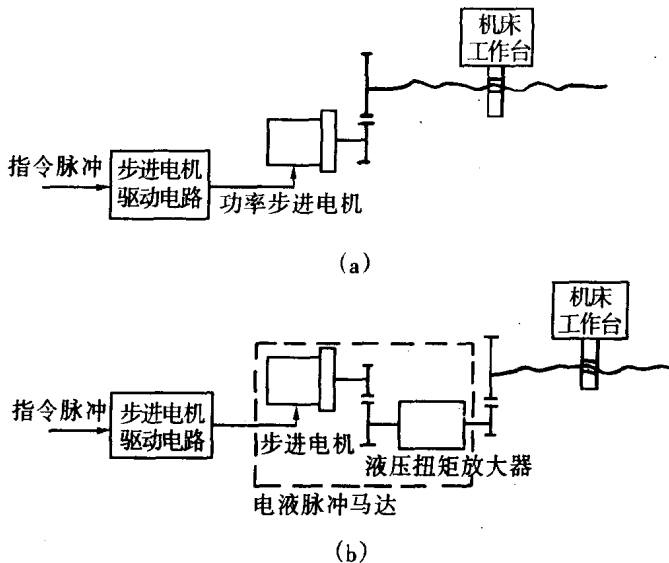 机床
工作台
指令脉冲
步进电机
驱动电路
功率步进电机
(a)
机床
工作台
指令脉冲
步进电机
驱动电路
步进电机
液压扭矩放大器
电液脉冲马达
(b)